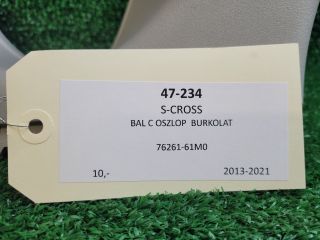 47-234
S-CROSS
BAL C OSZLOP BURKOLAT
76261-61M0
10,- 2013-2021